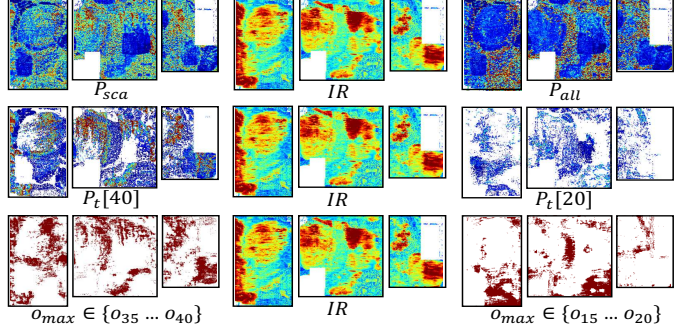 P_sca IR P_all
P_t[40] IR P_t[20]
o_max ∈ {o_35 … o_40} IR o_max ∈ {o_15 … o_20}